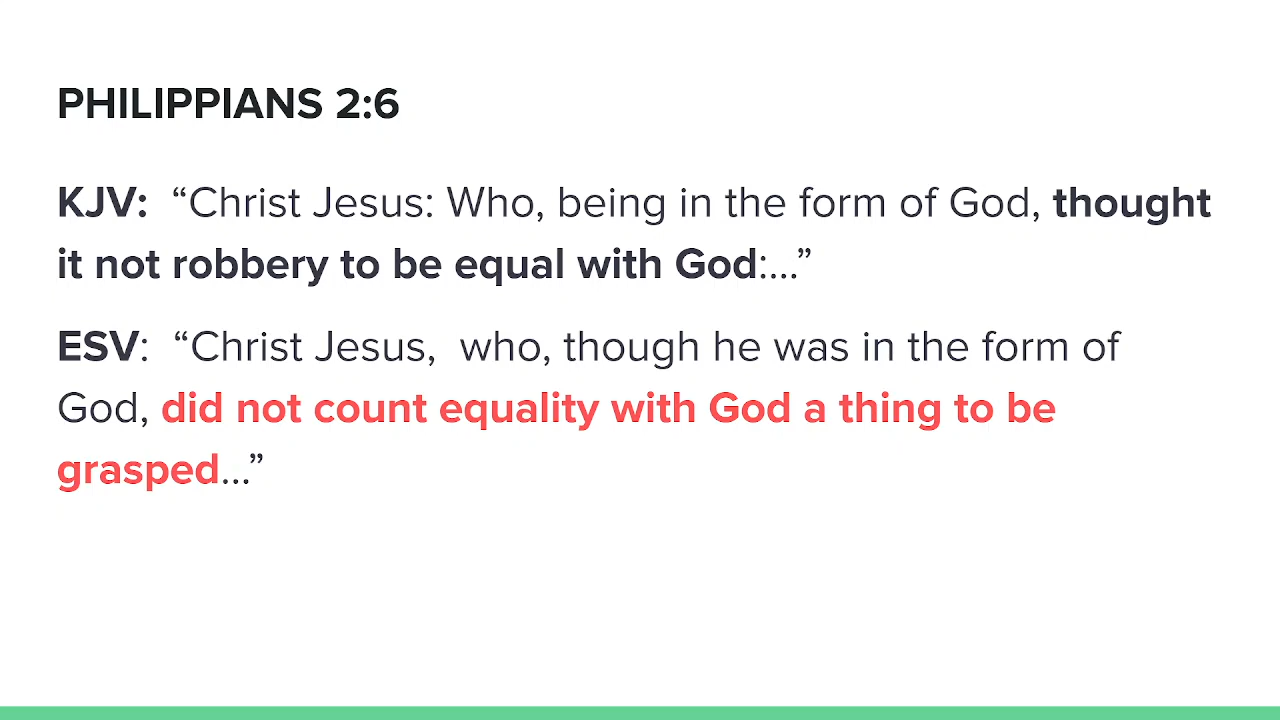 PHILIPPIANS 2:6
KJV:  “Christ Jesus: Who, being in the form of God, thought
it not robbery to be equal with God:...”
ESV:  “Christ Jesus,  who, though he was in the form of
God, did not count equality with God a thing to be
grasped...”